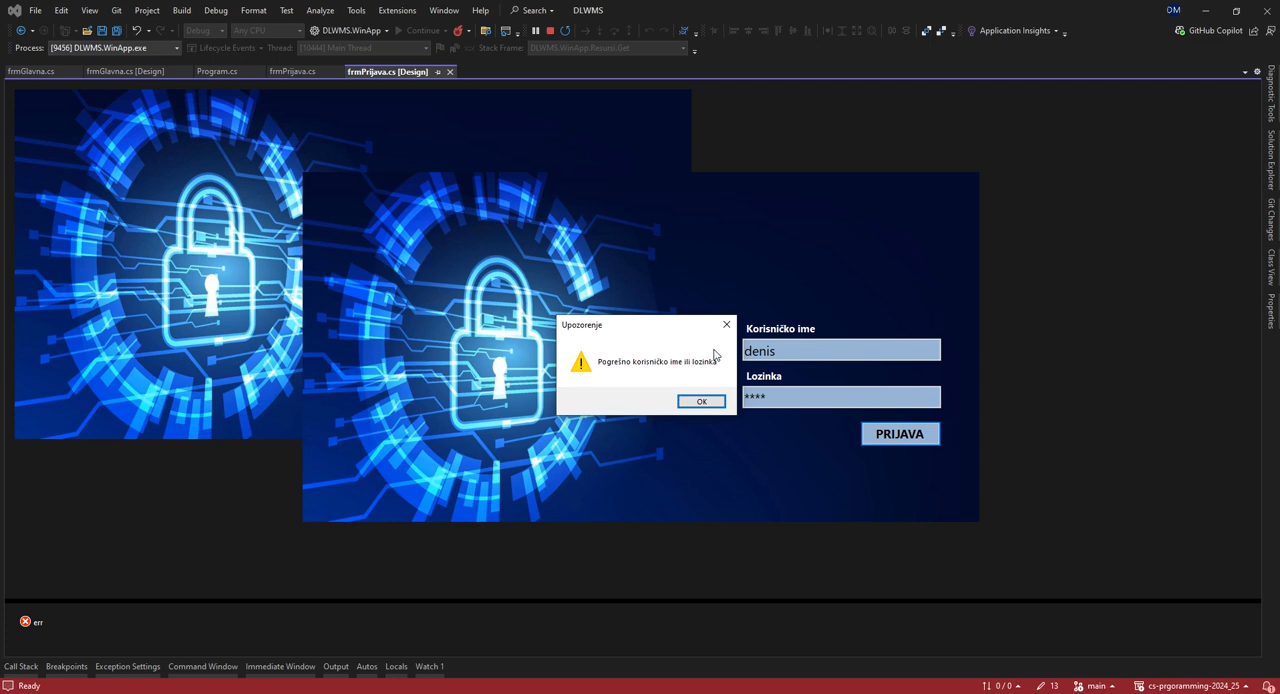 File Edit View Git Project Build Debug Format Test Analyze Tools Extensions Window Help Search DLWMS OM
Debug Any CPU DLWMS.WinApp Continue Application Insights GitHub Copilot
Process: [9456] DLWMS.WinApp.exe Lifecycle Events Thread: [10444] Main Thread Stack Frame: DLWMS.WinApp.Resursi.Get
frmGlavna.cs frmGlavna.cs [Design] Program.cs frmPrijava.cs frmPrijava.cs [Design]
Diagnostic Tools
Solution Explorer
Git Changes
Class View
Properties
Upozorenje
Pogrešno korisničko ime ili lozinka
OK
Korisničko ime
denis
Lozinka
****
PRIJAVA
err
Call Stack Breakpoints Exception Settings Command Window Immediate Window Output Autos Locals Watch 1
Ready 0 / 0 13 main cs-prgoramming-2024_25